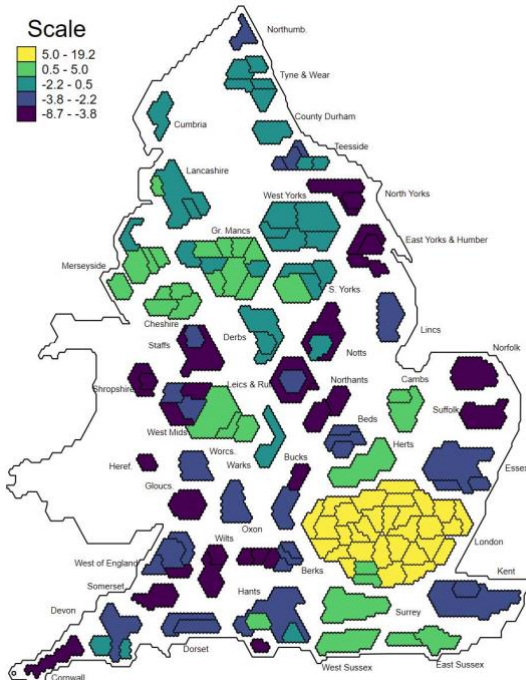 Scale
5.0 - 19.2
0.5 - 5.0
-2.2 - 0.5
-3.8 - -2.2
-8.7 - -3.8
Northumb.
Tyne & Wear
Cumbria
County Durham
Teesside
Lancashire
West Yorks
North Yorks
Gr. Mancs
East Yorks & Humber
Merseyside
S. Yorks
Cheshire
Lincs
Staffs
Derbs
Notts
Norfolk
Shropshire
Leics & Rut
Northants
Cambs
Suffolk
West Mids
Beds
Worcs.
Herts
Heref.
Warks
Bucks
Essex
Gloucs.
Oxon
Wilts
London
West of England
Berks
Kent
Somerset
Devon
Hants
Surrey
Dorset
West Sussex
East Sussex
Cornwall